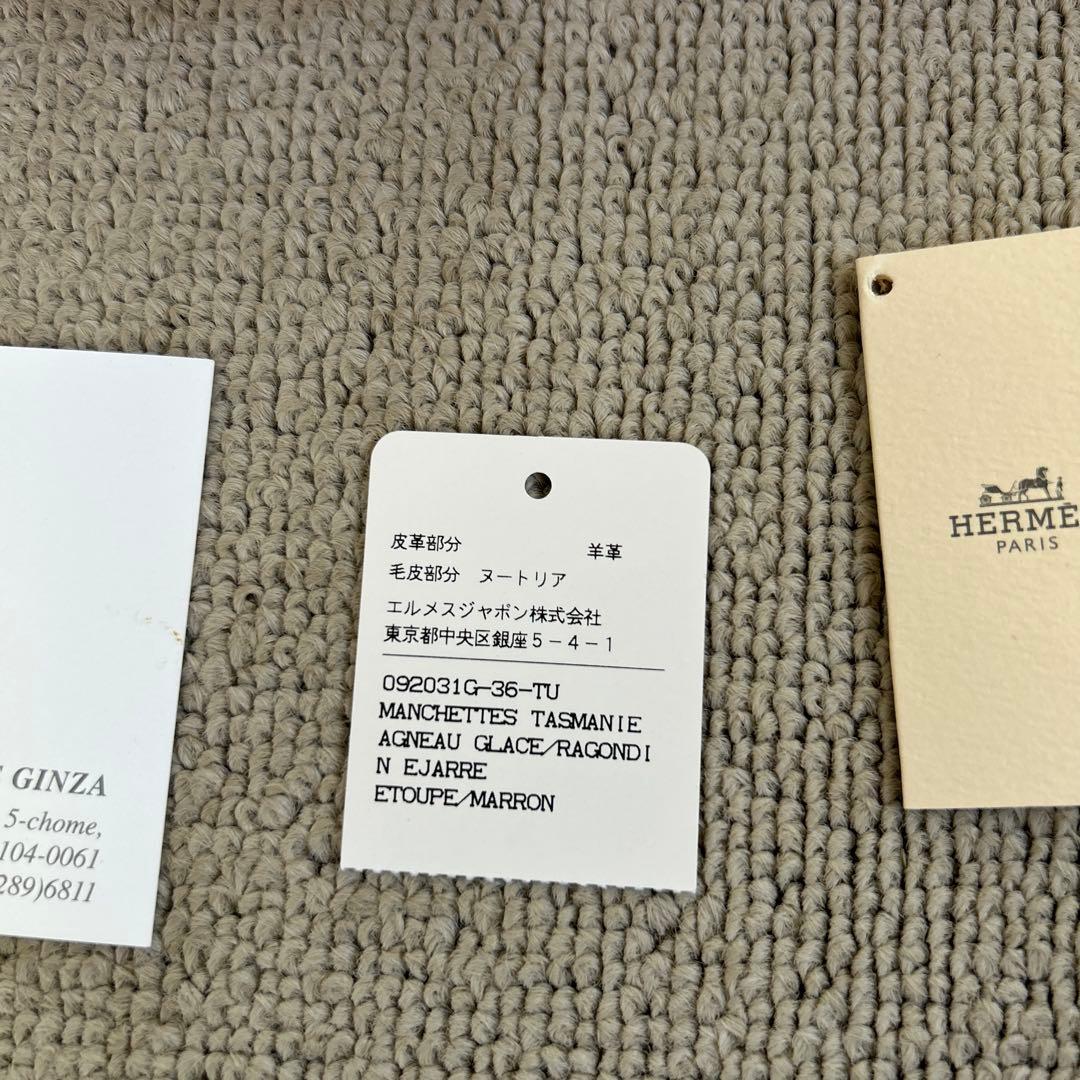 GINZA
5-chome,
104-0061
289)6811
皮革部分 羊革
毛皮部分 ヌートリア
エルメスジャポン株式会社
東京都中央区銀座5-4-1
092031G-36-TU
MANCHETTES TASMANIE
AGNEAU GLACE/RAGONDI
N EJARRE
ETOUPE/MARRON
HERMÈ
PARIS